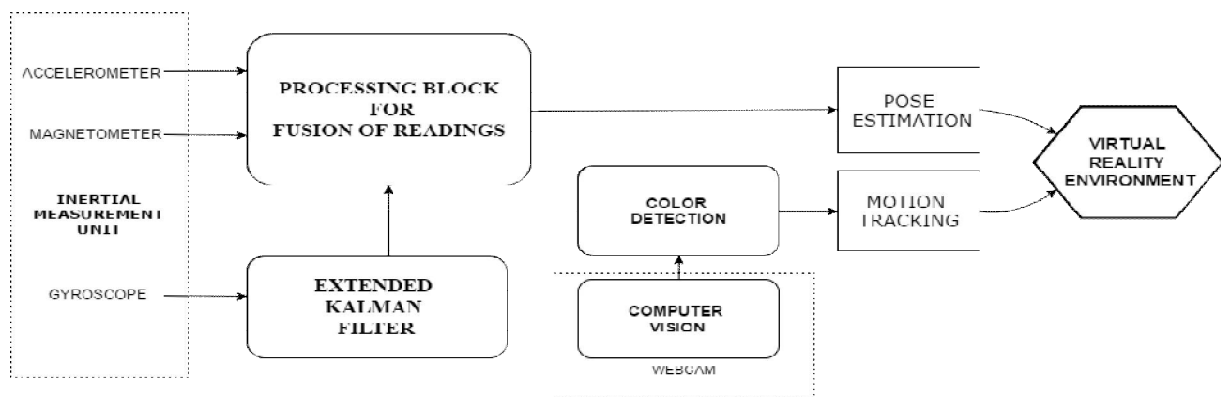 ACCELEROMETER
MAGNETOMETER
INERTIAL
MEASUREMENT
UNIT
GYROSCOPE
PROCESSING BLOCK
FOR
FUSION OF READINGS
EXTENDED
KALMAN
FILTER
COLOR
DETECTION
COMPUTER
VISION
WEBCAM
POSE
ESTIMATION
MOTION
TRACKING
VIRTUAL
REALITY
ENVIRONMENT